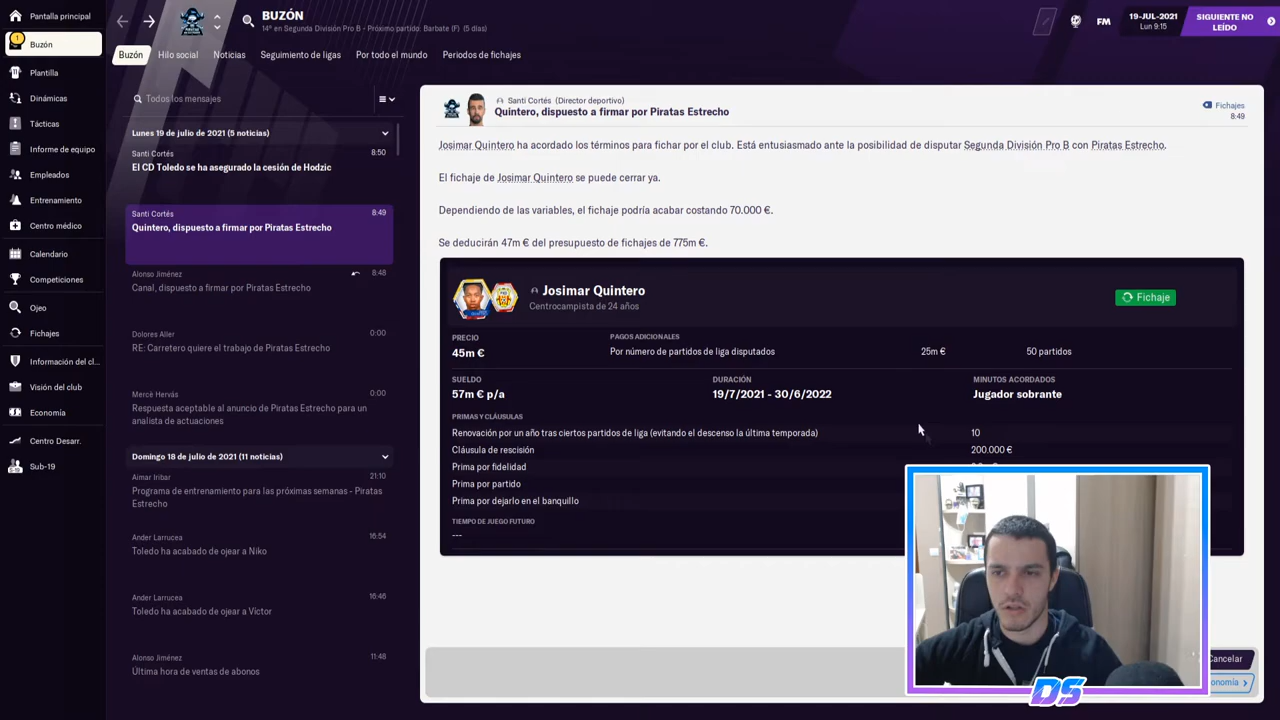 Pantalla principal
1
Buzón
Plantilla
Dinámicas
Tácticas
Informe de equipo
Empleados
Entrenamiento
Centro médico
Calendario
Competiciones
Ojeo
Fichajes
Información del cl...
Visión del club
Economía
Centro Desarr.
Sub-19
BUZÓN
14º en Segunda División Pro B - Próximo partido: Barbate (F) (5 días)
FM
19-JUL-2021
Lun 9:15
SIGUIENTE NO LEÍDO
Buzón
Hilo social
Noticias
Seguimiento de ligas
Por todo el mundo
Periodos de fichajes
Todos los mensajes
Lunes 19 de julio de 2021 (5 noticias)
Santi Cortés 8:50
El CD Toledo se ha asegurado la cesión de Hodzic
Santi Cortés 8:49
Quintero, dispuesto a firmar por Piratas Estrecho
Alonso Jiménez 8:48
Canal, dispuesto a firmar por Piratas Estrecho
Dolores Aller 0:00
RE: Carretero quiere el trabajo de Piratas Estrecho
Mercè Hervás 0:00
Respuesta aceptable al anuncio de Piratas Estrecho para un
analista de actuaciones
Domingo 18 de julio de 2021 (11 noticias)
Aimar Iribar 21:10
Programa de entrenamiento para las próximas semanas - Piratas
Estrecho
Ander Larrucea 16:54
Toledo ha acabado de ojear a Niko
Ander Larrucea 16:46
Toledo ha acabado de ojear a Víctor
Alonso Jiménez 11:48
Última hora de ventas de abonos
Santi Cortés (Director deportivo)
Quintero, dispuesto a firmar por Piratas Estrecho
Fichajes
8:49
Josimar Quintero ha acordado los términos para fichar por el club. Está entusiasmado ante la posibilidad de disputar Segunda División Pro B con Piratas Estrecho.
El fichaje de Josimar Quintero se puede cerrar ya.
Dependiendo de las variables, el fichaje podría acabar costando 70.000 €.
Se deducirán 47m € del presupuesto de fichajes de 775m €.
Josimar Quintero
Centrocampista de 24 años
Fichaje
PRECIO
45m €
PAGOS ADICIONALES
Por número de partidos de liga disputados 25m € 50 partidos
SUELDO
57m € p/a
DURACIÓN
19/7/2021 - 30/6/2022
MINUTOS ACORDADOS
Jugador sobrante
PRIMAS Y CLÁUSULAS
Renovación por un año tras ciertos partidos de liga (evitando el descenso la última temporada) 10
Cláusula de rescisión 200.000 €
Prima por fidelidad
Prima por partido
Prima por dejarlo en el banquillo
TIEMPO DE JUEGO FUTURO
---
Cancelar
onomía
DS